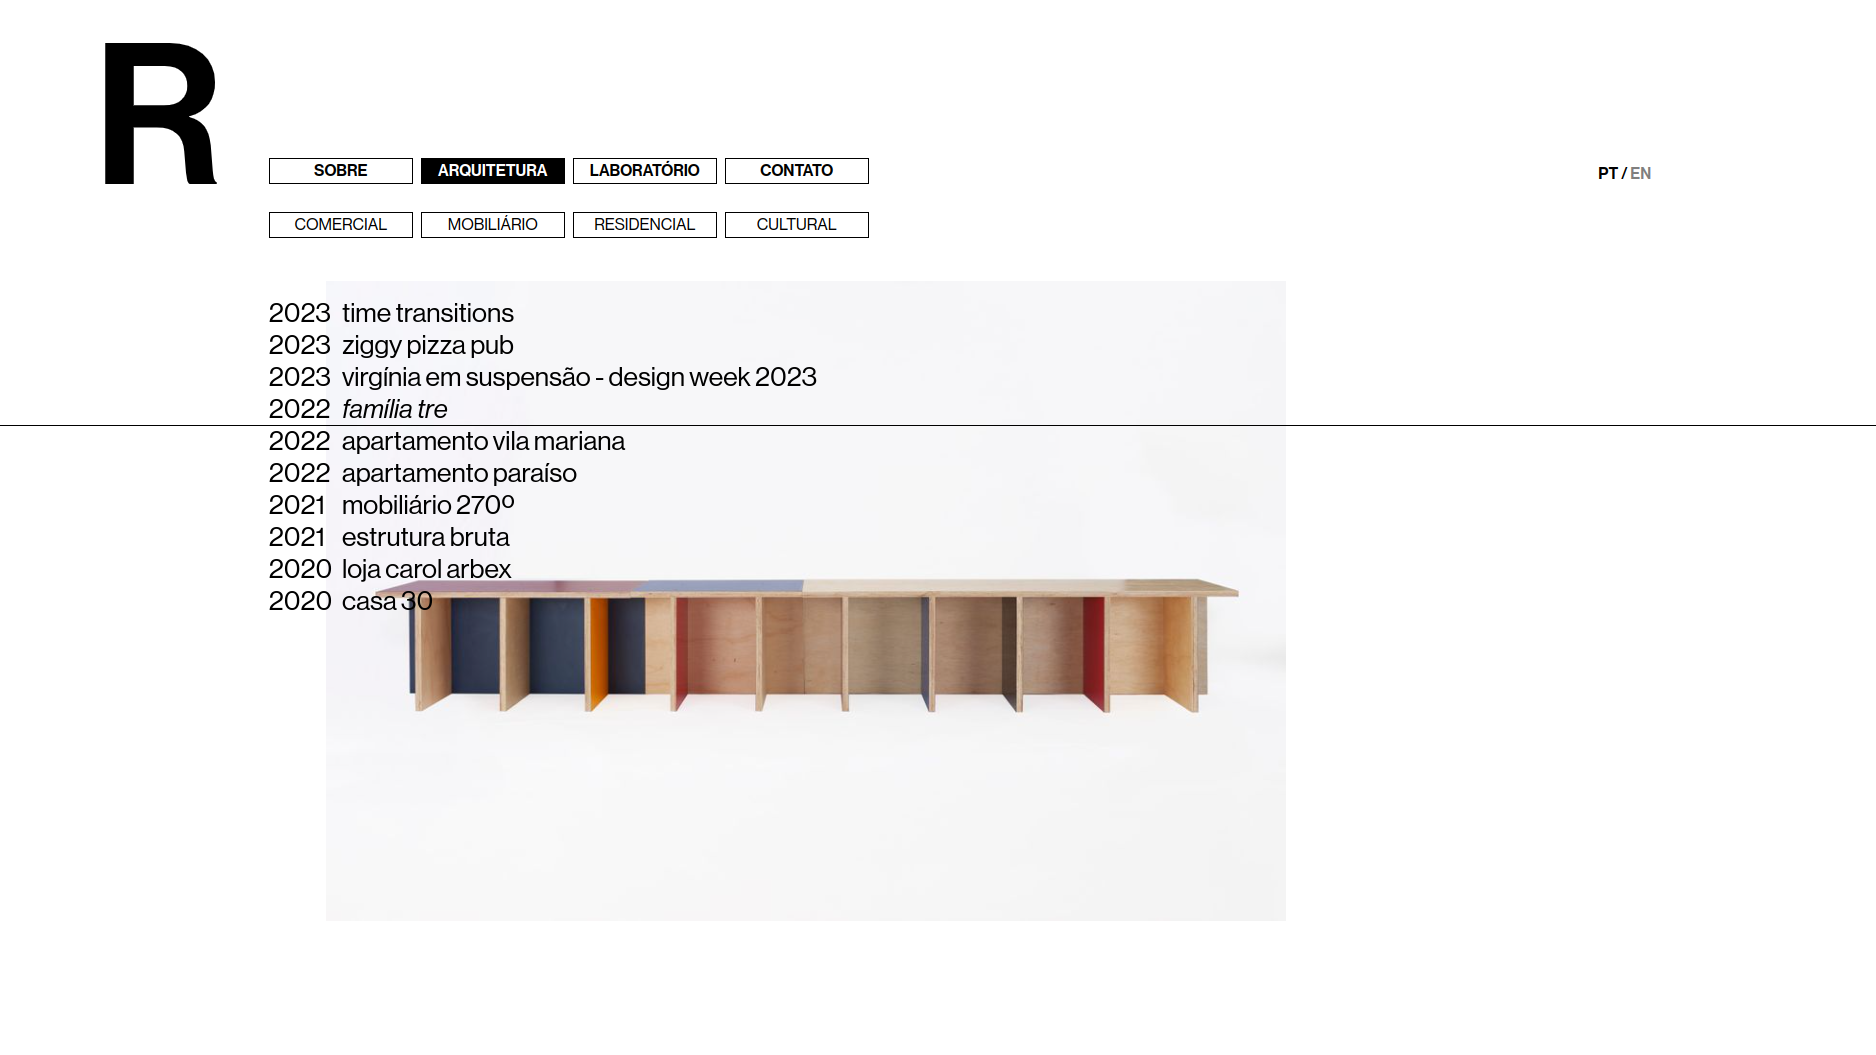 R
SOBRE ARQUITETURA LABORATÓRIO CONTATO PT / EN
COMERCIAL MOBILIÁRIO RESIDENCIAL CULTURAL
2023 time transitions
2023 ziggy pizza pub
2023 virgínia em suspensão - design week 2023
2022 família tre
2022 apartamento vila mariana
2022 apartamento paraíso
2021 mobiliário 270º
2021 estrutura bruta
2020 loja carol arbex
2020 casa 30